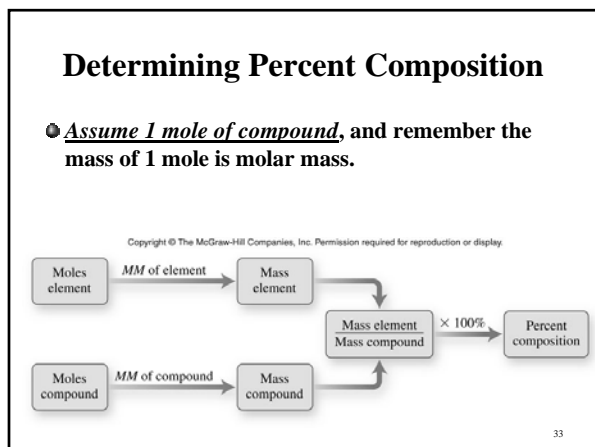 Determining Percent Composition
Assume 1 mole of compound, and remember the
mass of 1 mole is molar mass.
Copyright © The McGraw-Hill Companies, Inc. Permission required for reproduction or display.
Moles
element
MM of element
Mass
element
Mass element
Mass compound
× 100%
Percent
composition
Moles
compound
MM of compound
Mass
compound
33